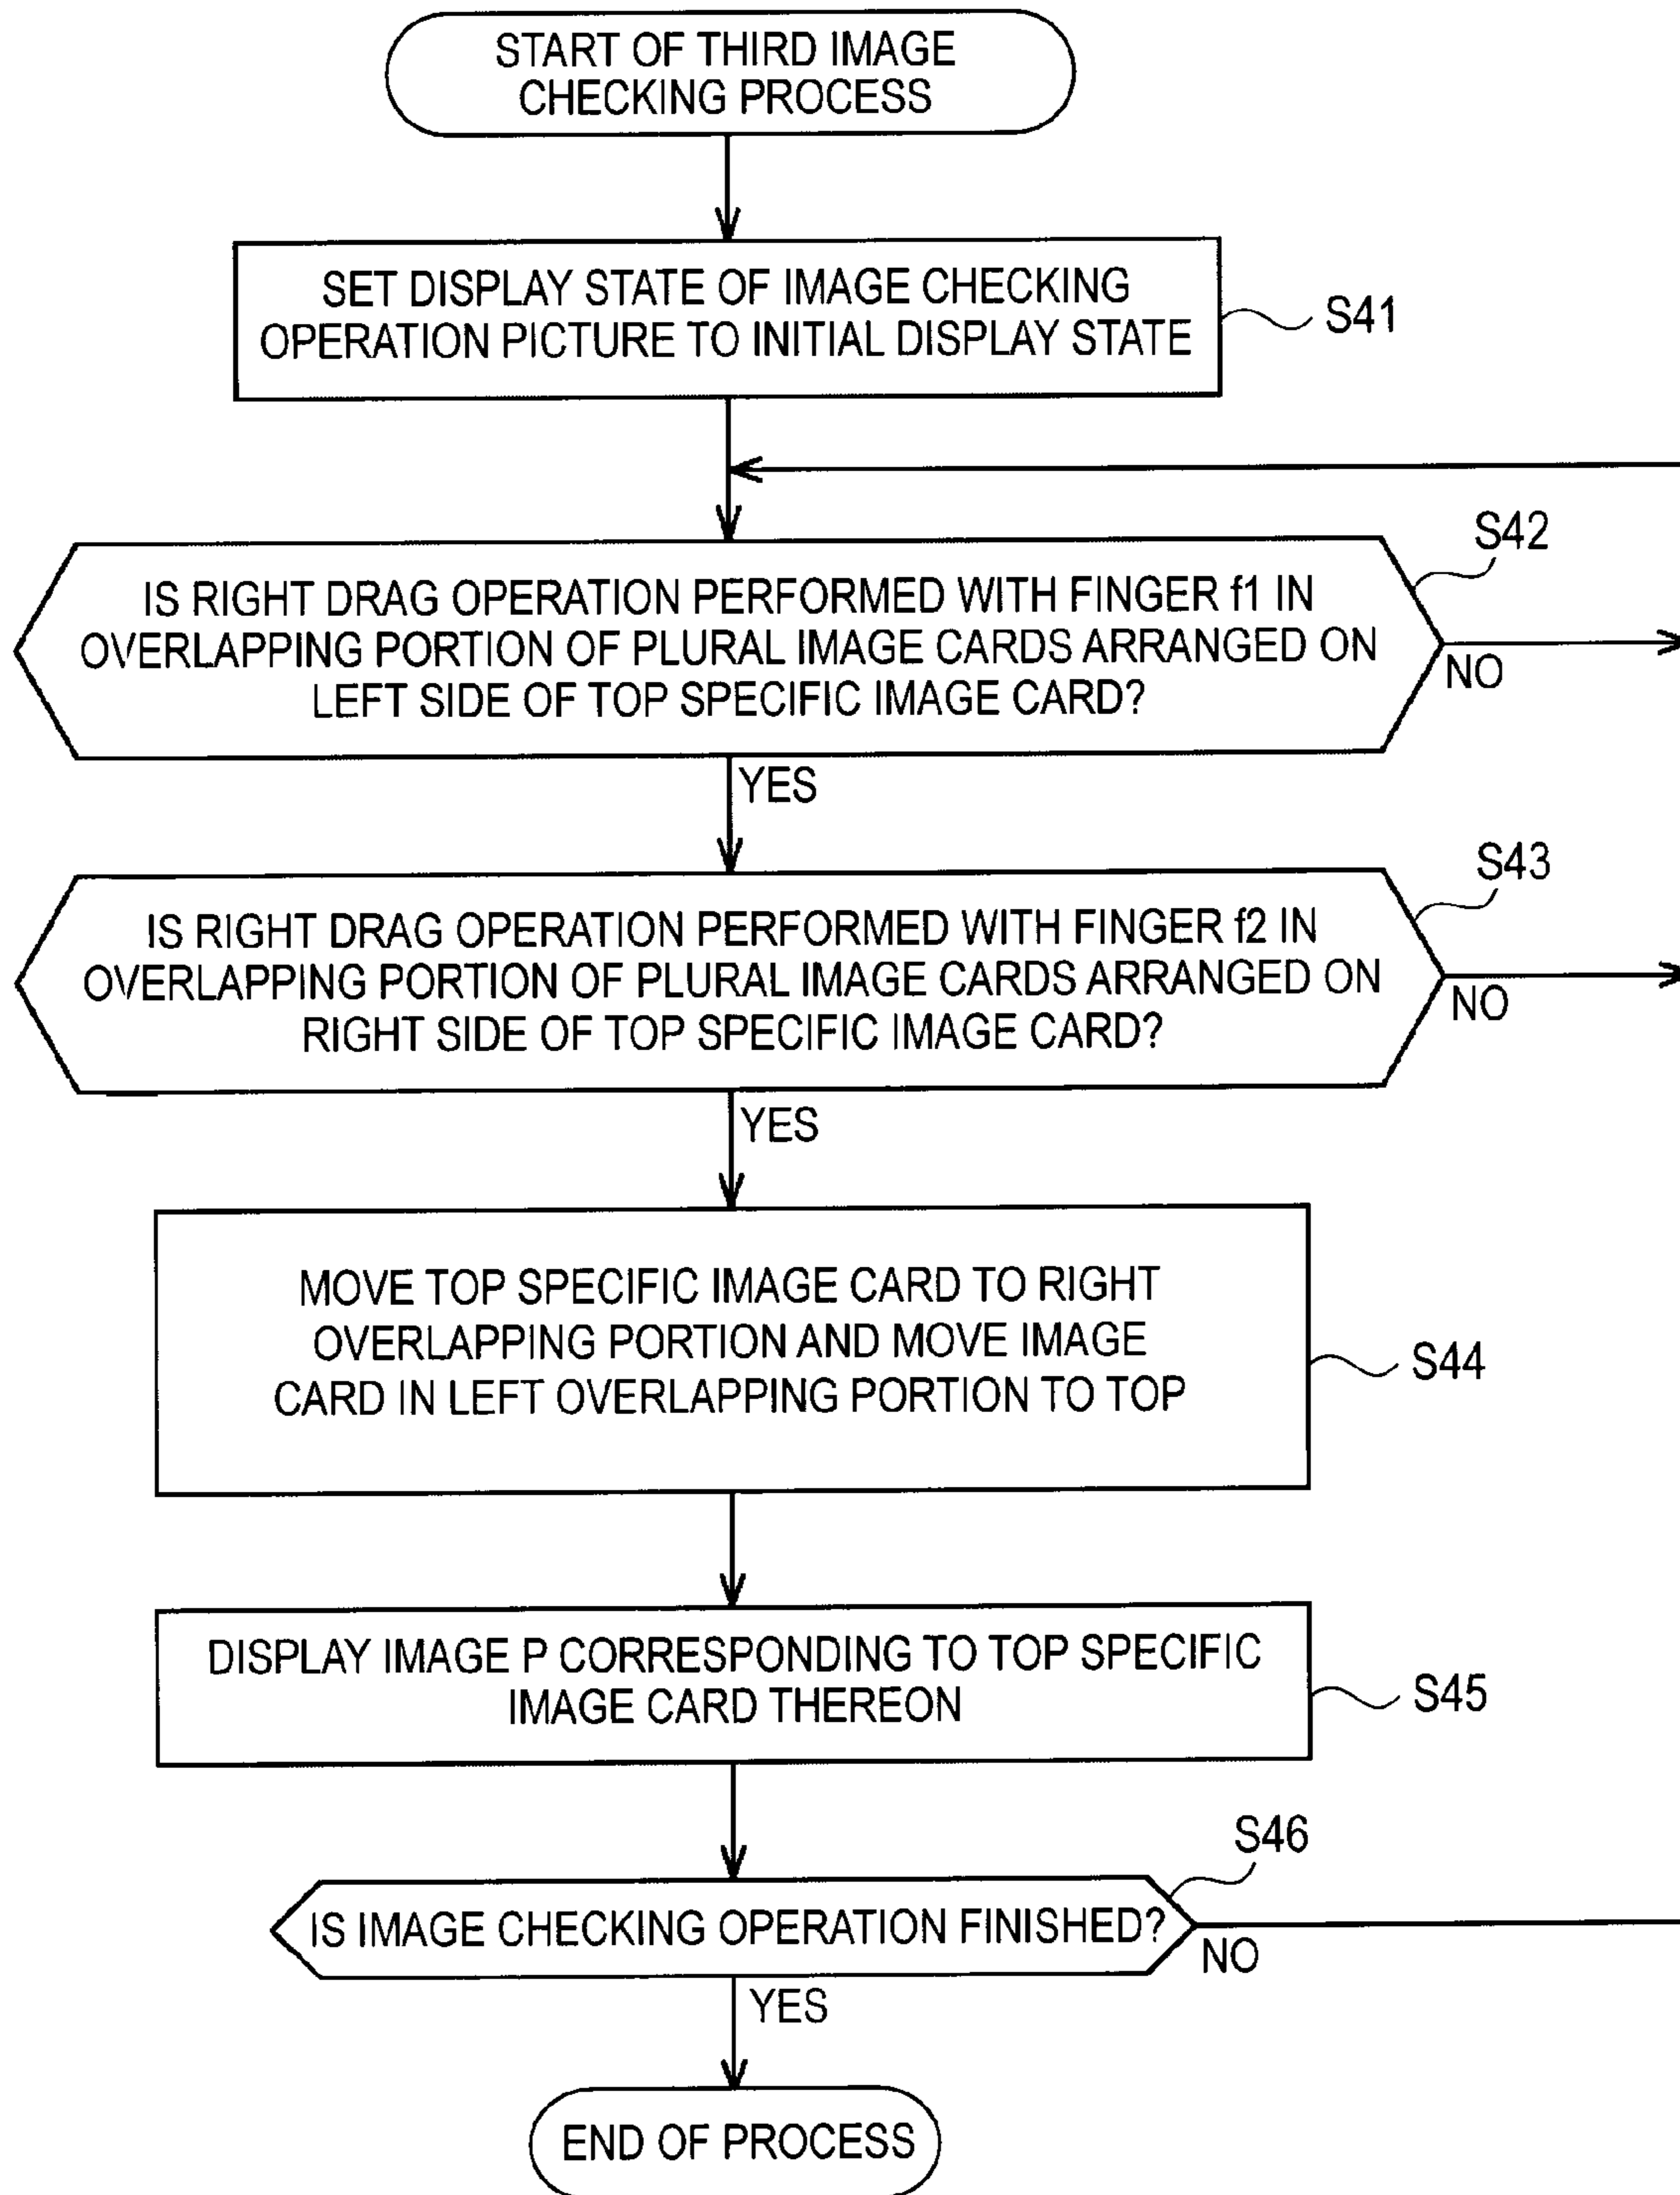 START OF THIRD IMAGE
CHECKING PROCESS
SET DISPLAY STATE OF IMAGE CHECKING
OPERATION PICTURE TO INITIAL DISPLAY STATE
S41
S42
IS RIGHT DRAG OPERATION PERFORMED WITH FINGER f1 IN
OVERLAPPING PORTION OF PLURAL IMAGE CARDS ARRANGED ON
LEFT SIDE OF TOP SPECIFIC IMAGE CARD?
NO
YES
S43
IS RIGHT DRAG OPERATION PERFORMED WITH FINGER f2 IN
OVERLAPPING PORTION OF PLURAL IMAGE CARDS ARRANGED ON
RIGHT SIDE OF TOP SPECIFIC IMAGE CARD?
NO
YES
MOVE TOP SPECIFIC IMAGE CARD TO RIGHT
OVERLAPPING PORTION AND MOVE IMAGE
CARD IN LEFT OVERLAPPING PORTION TO TOP
S44
DISPLAY IMAGE P CORRESPONDING TO TOP SPECIFIC
IMAGE CARD THEREON
S45
S46
IS IMAGE CHECKING OPERATION FINISHED?
NO
YES
END OF PROCESS